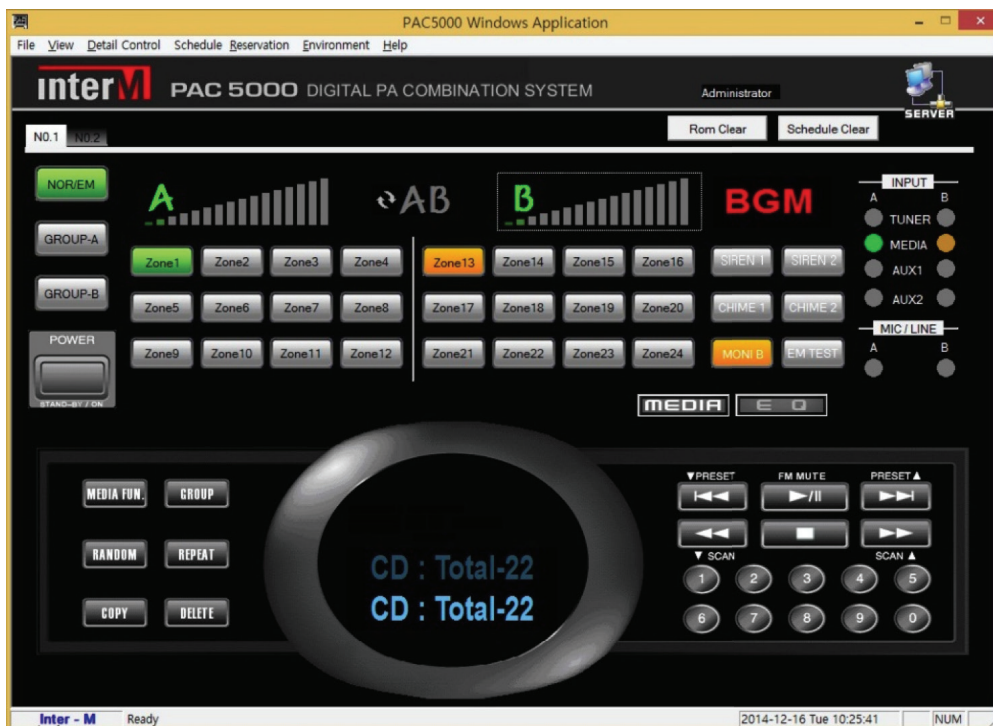 PAC5000 Windows Application
File View Detail Control Schedule Reservation Environment Help
interM PAC 5000 DIGITAL PA COMBINATION SYSTEM Administrator SERVER
Rom Clear Schedule Clear
N0.1 N0.2
NOR/EM A AB B BGM INPUT
A B
TUNER
GROUP-A MEDIA
Zone1 Zone2 Zone3 Zone4 Zone13 Zone14 Zone15 Zone16 SIREN 1 SIREN 2
AUX1
GROUP-B AUX2
Zone5 Zone6 Zone7 Zone8 Zone17 Zone18 Zone19 Zone20 CHIME 1 CHIME 2
MIC / LINE
POWER A B
Zone9 Zone10 Zone11 Zone12 Zone21 Zone22 Zone23 Zone24 MONI B EM TEST
STAND-BY / ON MEDIA E Q
▼PRESET FM MUTE PRESET▲
MEDIA FUN. GROUP
RANDOM REPEAT
▼ SCAN SCAN ▲
CD : Total-22
1 2 3 4 5
COPY DELETE CD : Total-22
6 7 8 9 0
Inter - M Ready 2014-12-16 Tue 10:25:41 NUM